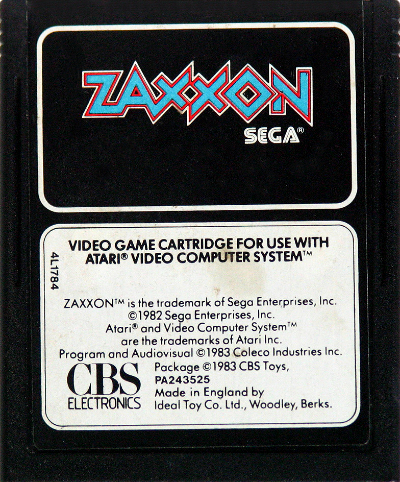 ZAXXON
SEGA®
VIDEO GAME CARTRIDGE FOR USE WITH
ATARI® VIDEO COMPUTER SYSTEM™
4L1784
ZAXXON™ is the trademark of Sega Enterprises, Inc.
©1982 Sega Enterprises, Inc.
Atari® and Video Computer System™
are the trademarks of Atari Inc.
Program and Audiovisual ©1983 Coleco Industries Inc.
Package ©1983 CBS Toys,
PA243525
Made in England by
Ideal Toy Co. Ltd., Woodley, Berks.
CBS
ELECTRONICS